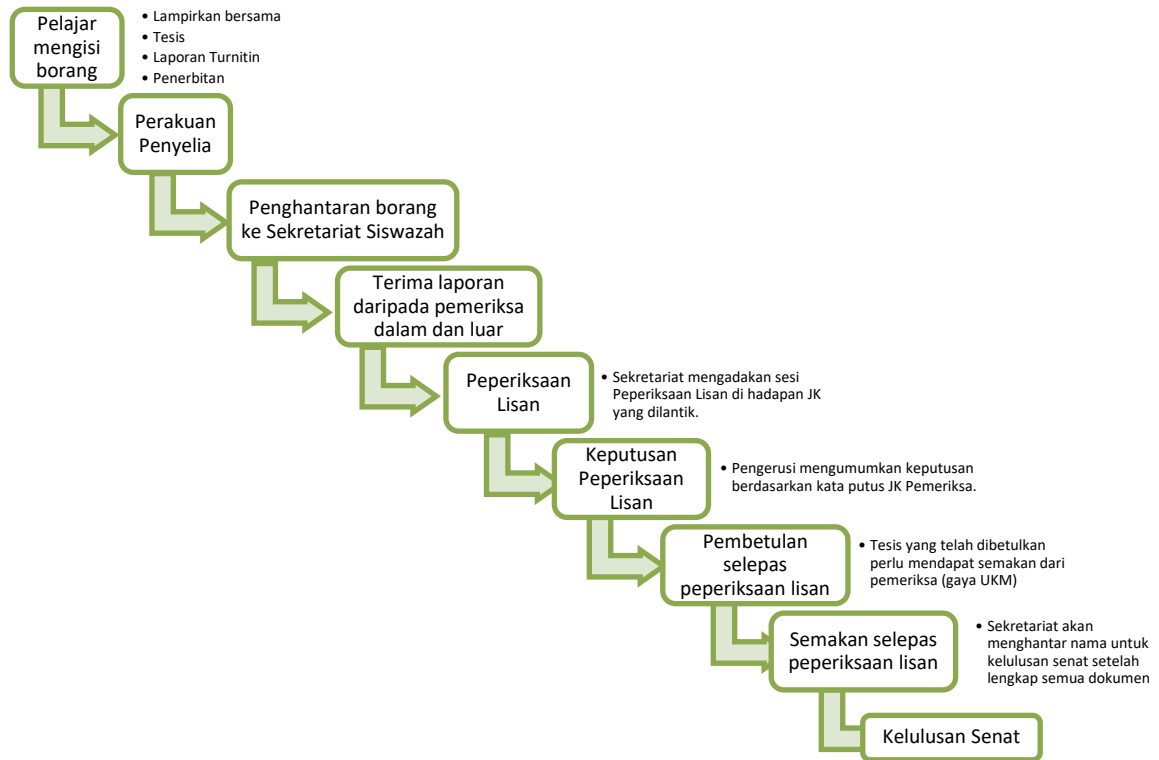 Pelajar
mengisi
borang
• Lampirkan bersama
• Tesis
• Laporan Turnitin
• Penerbitan
Perakuan
Penyelia
Penghantaran borang
ke Sekretariat Siswazah
Terima laporan
daripada pemeriksa
dalam dan luar
Peperiksaan
Lisan
• Sekretariat mengadakan sesi
Peperiksaan Lisan di hadapan JK
yang dilantik.
Keputusan
Peperiksaan
Lisan
• Pengerusi mengumumkan keputusan
berdasarkan kata putus JK Pemeriksa.
Pembetulan
selepas
peperiksaan lisan
• Tesis yang telah dibetulkan
perlu mendapat semakan dari
pemeriksa (gaya UKM)
Semakan selepas
peperiksaan lisan
• Sekretariat akan
menghantar nama untuk
kelulusan senat setelah
lengkap semua dokumen
Kelulusan Senat